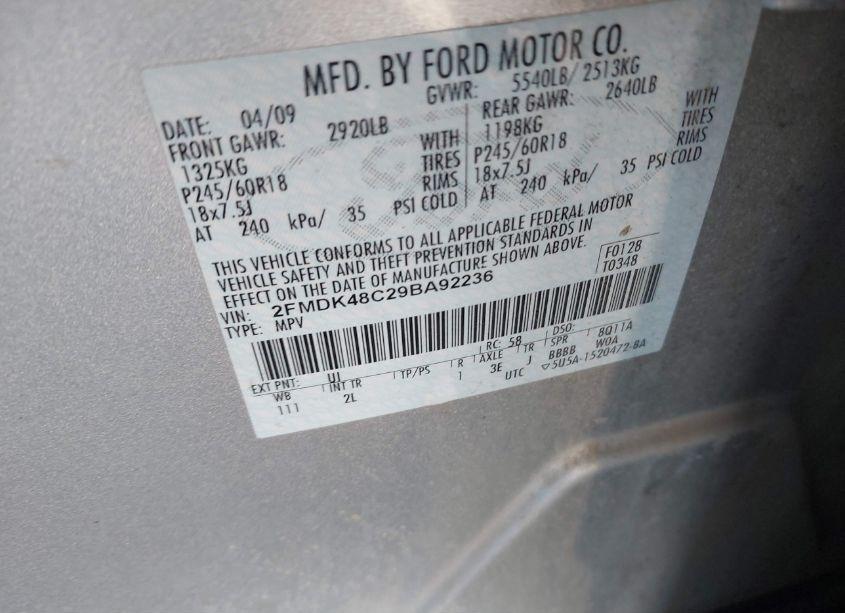 MFD. BY FORD MOTOR CO.
DATE: 04/09 GVWR: 5540LB/ 2513KG
FRONT GAWR: 2920LB REAR GAWR: 2640LB
1325KG WITH 1198KG WITH
P245/60R18 TIRES P245/60R18 TIRES
18x7.5J RIMS 18x7.5J RIMS
AT 240 kPa/ 35 PSI COLD AT 240 kPa/ 35 PSI COLD
THIS VEHICLE CONFORMS TO ALL APPLICABLE FEDERAL MOTOR
VEHICLE SAFETY AND THEFT PREVENTION STANDARDS IN
EFFECT ON THE DATE OF MANUFACTURE SHOWN ABOVE.
F0128
T0348
VIN: 2FMDK48C29BA92236
TYPE: MPV
EXT PNT: UI RC: 58 DSO:
WB INT TR TP/PS R AXLE TR SPR 8Q11A
111 2L 1 3E J BBBB W0A
UTC ▽5U5A-1520472-BA